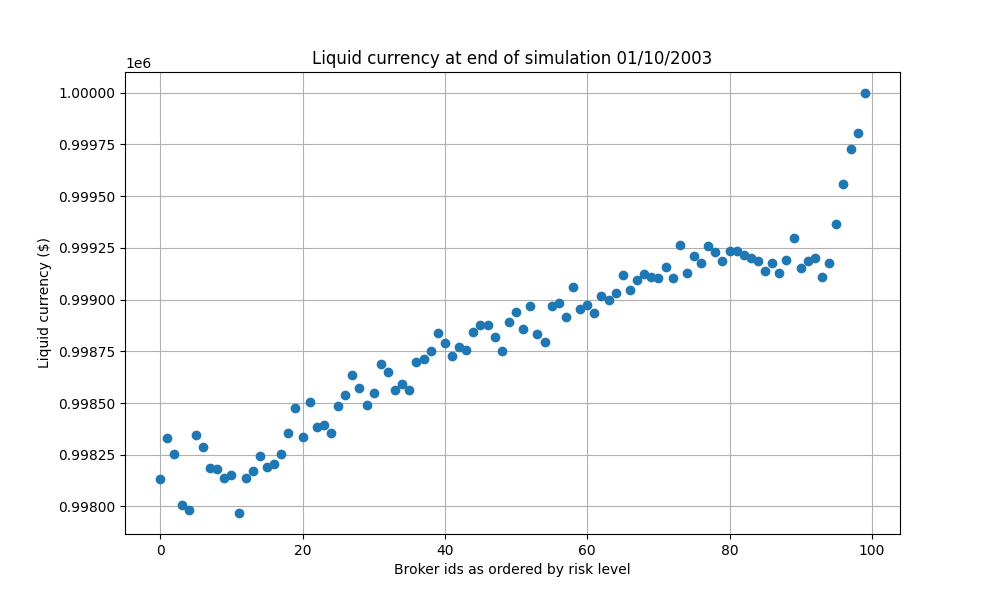 Liquid currency at end of simulation 01/10/2003
1e6
1.00000
0.99975
0.99950
0.99925
0.99900
0.99875
0.99850
0.99825
0.99800
Liquid currency ($)
0 20 40 60 80 100
Broker ids as ordered by risk level